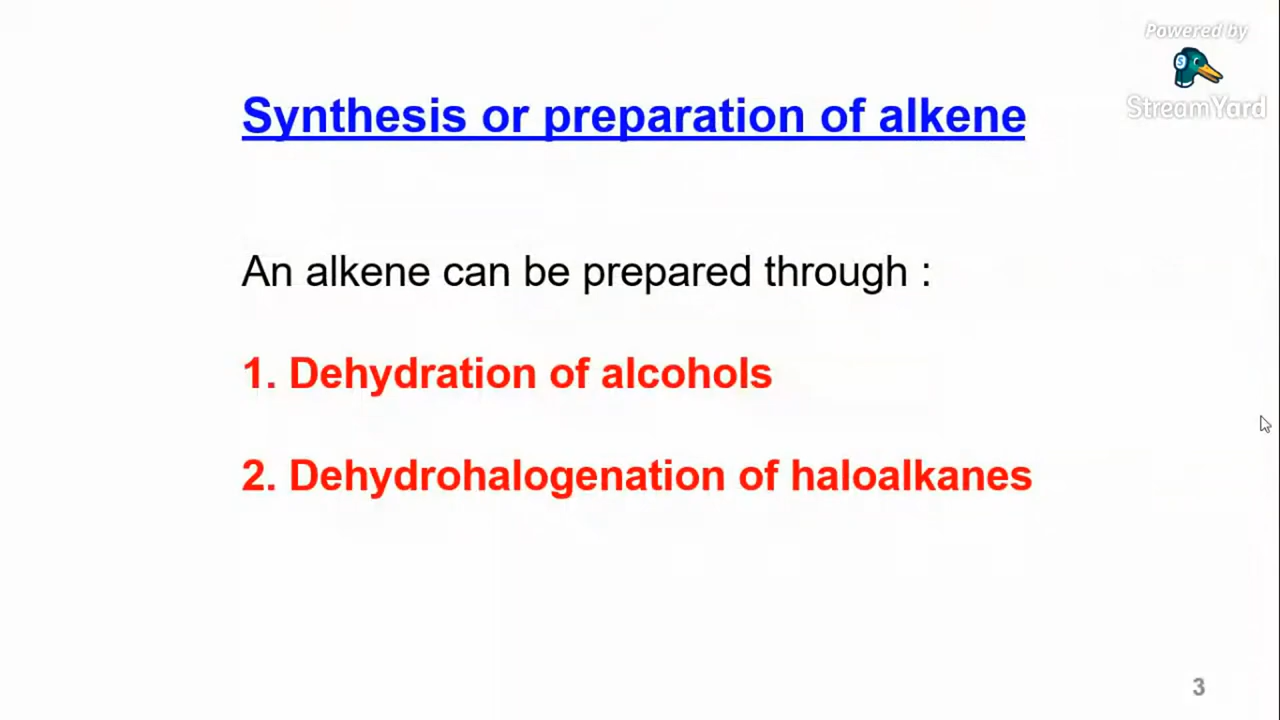 Powered by
StreamYard
Synthesis or preparation of alkene
An alkene can be prepared through :
1. Dehydration of alcohols
2. Dehydrohalogenation of haloalkanes
3